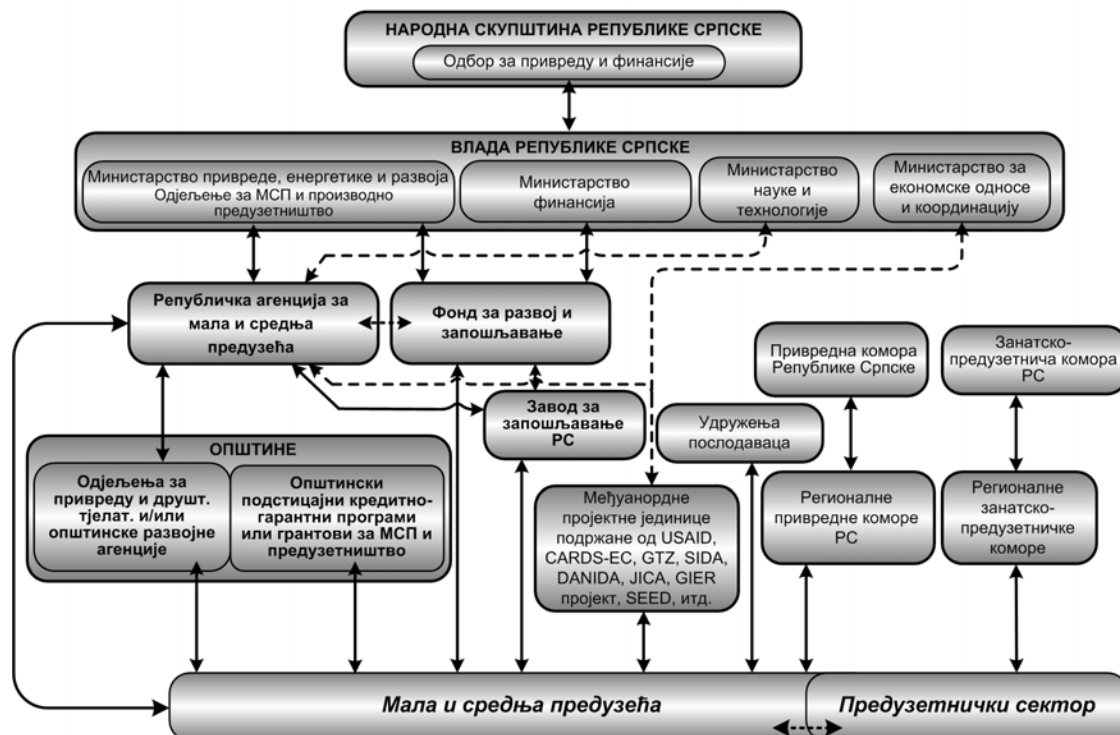 НАРОДНА СКУПШТИНА РЕПУБЛИКЕ СРПСКЕ
Одбор за привреду и финансије
ВЛАДА РЕПУБЛИКЕ СРПСКЕ
Министарство привреде, енергетике и развоја
Одјељење за МСП и производно
предузетништво
Министарство
финансија
Министарство
науке и
технологије
Министарство за
економске односе
и координацију
Републичка агенција за
мала и средња
предузећа
Фонд за развој и
запошљавање
Привредна комора
Републике Српске
Занатско-
предузетнича комора
РС
Завод за
запошљавање
РС
Удружења
послодаваца
ОПШТИНЕ
Одјељења за
привреду и друшт.
тјелат. и/или
општинске развојне
агенције
Општински
подстицајни кредитно-
гарантни програми
или грантови за МСП и
предузетништво
Међуанордне
пројектне јединице
подржане од USAID,
CARDS-EC, GTZ, SIDA,
DANIDA, JICA, GIER
пројект, SEED, итд.
Регионалне
привредне коморе
РС
Регионалне
занатско-
предузетничке
коморе
Мала и средња предузећа
Предузетнички сектор